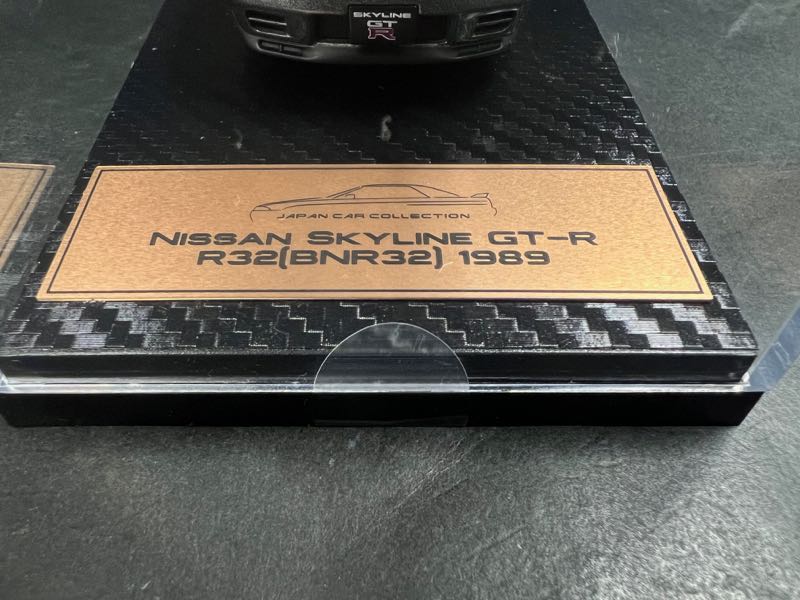 SKYLINE
GT
R
JAPAN CAR COLLECTION
NISSAN SKYLINE GT-R
R32(BNR32) 1989